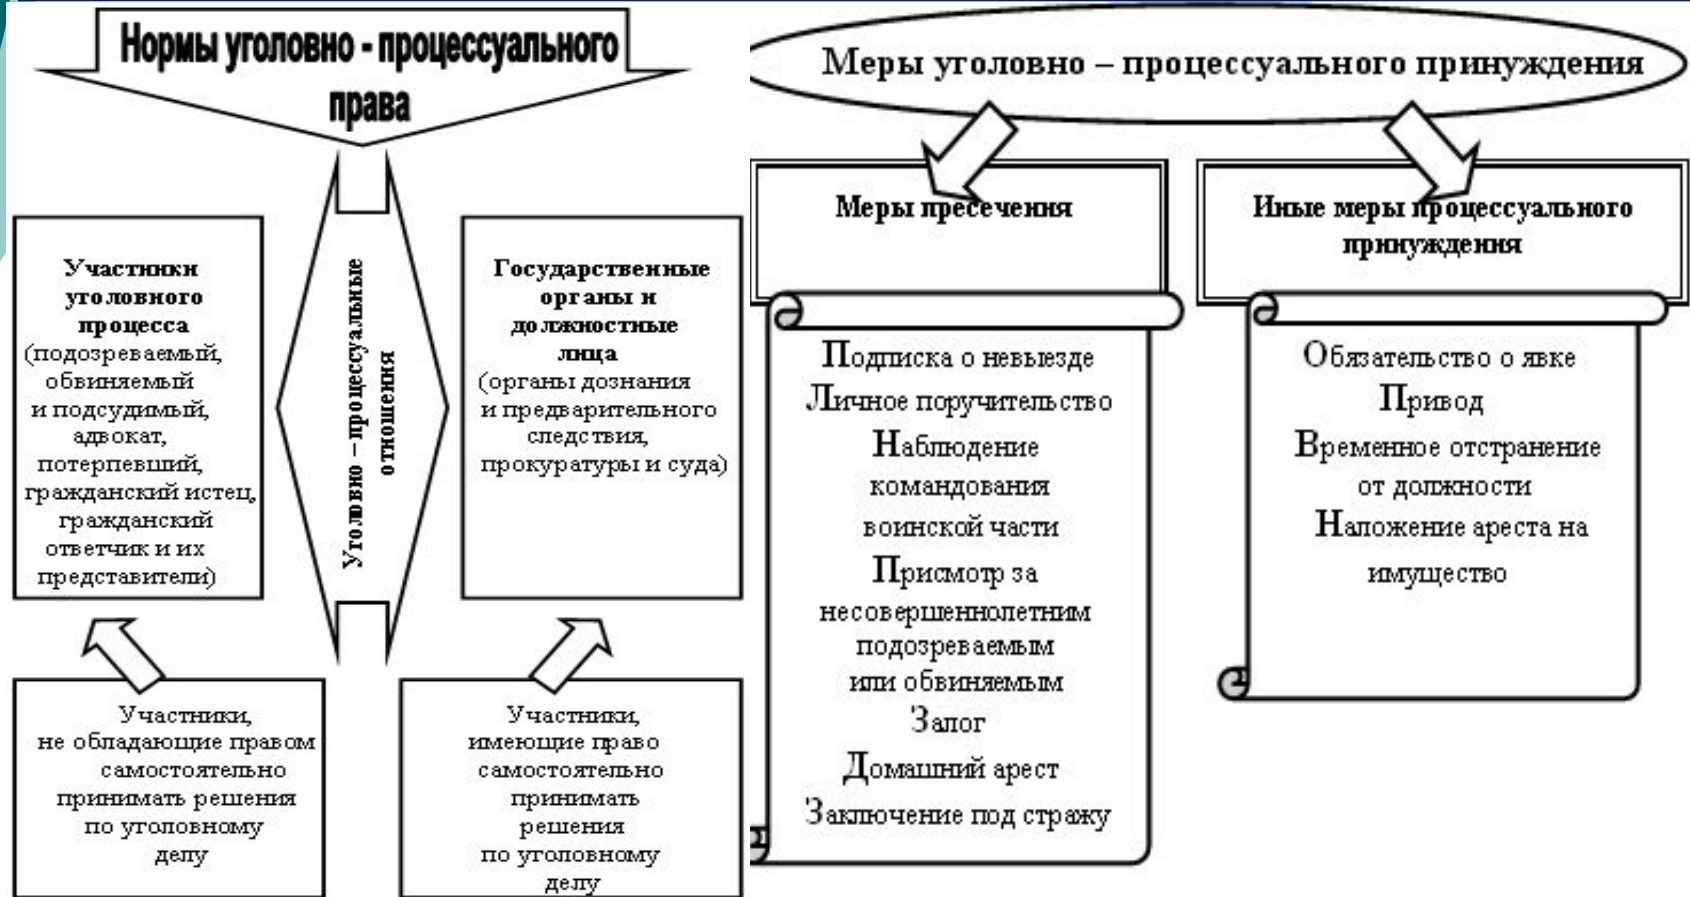 Нормы уголовно - процессуального
права
Участники
уголовного
процесса
(подозреваемый,
обвиняемый
и подсудимый,
адвокат,
потерпевший,
гражданский истец,
гражданский
ответчик и их
представители)
Уголовно – процессуальные
отношения
Государственные
органы и
должностные
лица
(органы дознания
и предварительного
следствия,
прокуратуры и суда)
Участники,
не обладающие правом
самостоятельно
принимать решения
по уголовному
делу
Участники,
имеющие право
самостоятельно
принимать
решения
по уголовному
делу
Меры уголовно – процессуального принуждения
Меры пресечения
Подписка о невыезде
Личное поручительство
Наблюдение
командования
воинской части
Присмотр за
несовершеннолетним
подозреваемым
или обвиняемым
Залог
Домашний арест
Заключение под стражу
Иные меры процессуального
принуждения
Обязательство о явке
Привод
Временное отстранение
от должности
Наложение ареста на
имущество